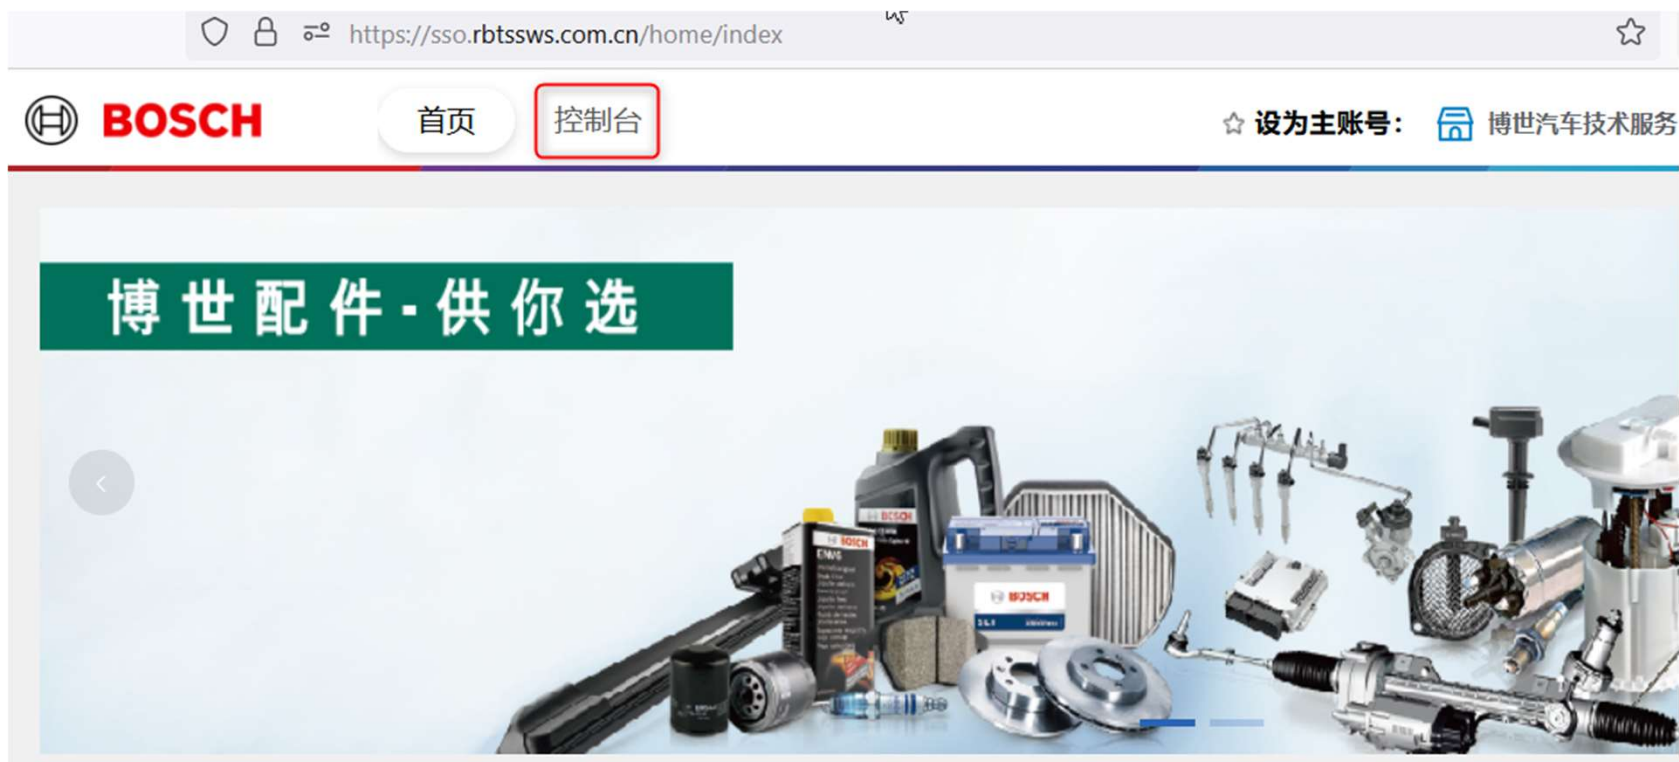 https://sso.rbtssws.com.cn/home/index
BOSCH
首页
控制台
设为主账号：
博世汽车技术服务
博世配件-供你选
BOSCH
BOSCH
ENV6
BOSCH